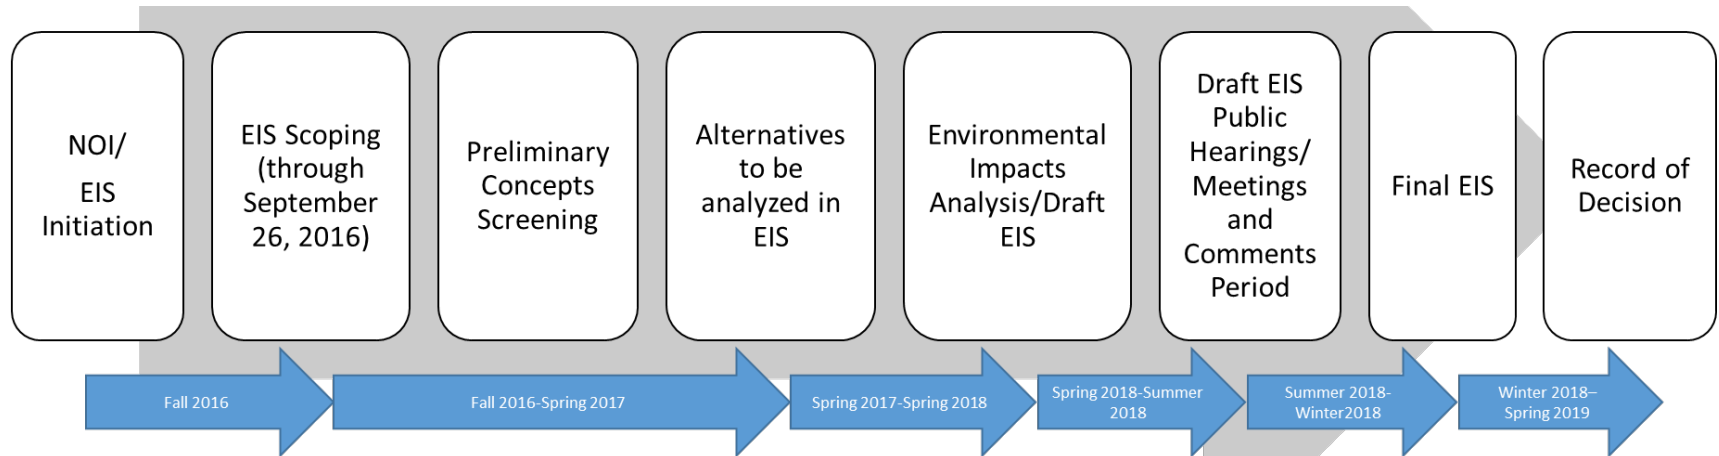 NOI/
EIS
Initiation
EIS Scoping
(through
September
26, 2016)
Preliminary
Concepts
Screening
Alternatives
to be
analyzed in
EIS
Environmental
Impacts
Analysis/Draft
EIS
Draft EIS
Public
Hearings/
Meetings
and
Comments
Period
Final EIS
Record of
Decision
Fall 2016
Fall 2016-Spring 2017
Spring 2017-Spring 2018
Spring 2018-Summer
2018
Summer 2018-
Winter2018
Winter 2018–
Spring 2019